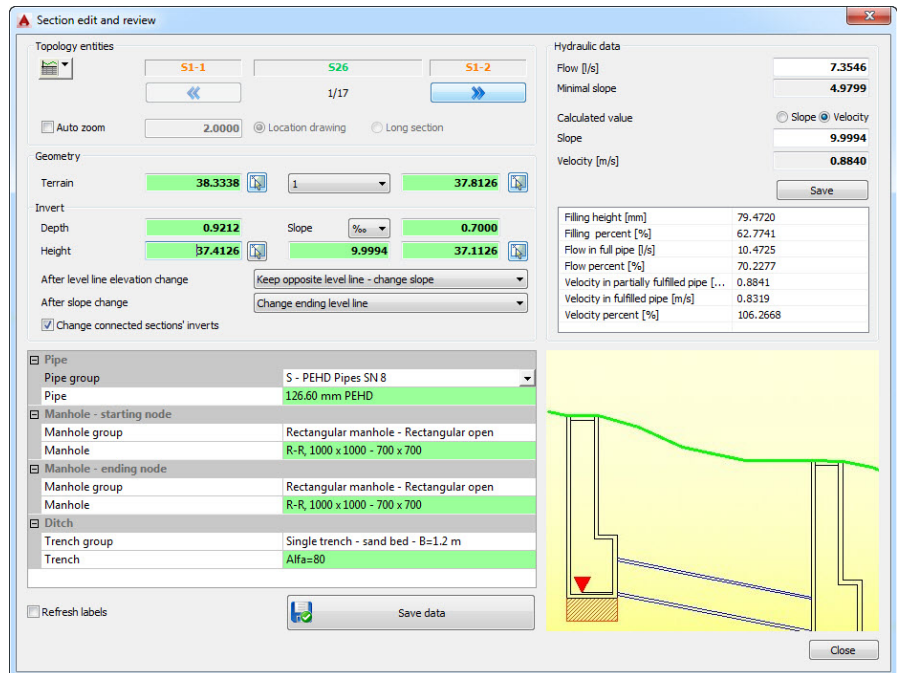 Section edit and review
Topology entities
S1-1 S26 S1-2
1/17
Auto zoom 2.0000 Location drawing Long section
Geometry
Terrain 38.3338 1 37.8126
Invert
Depth 0.9212 Slope ‰ 0.7000
Height 37.4126 9.9994 37.1126
After level line elevation change Keep opposite level line - change slope
After slope change Change ending level line
Change connected sections' inverts
Hydraulic data
Flow [l/s] 7.3546
Minimal slope 4.9799
Calculated value Slope Velocity
Slope 9.9994
Velocity [m/s] 0.8840
Save
Filling height [mm] 79.4720
Filling percent [%] 62.7741
Flow in full pipe [l/s] 10.4725
Flow percent [%] 70.2277
Velocity in partially fulfilled pipe [... 0.8841
Velocity in fulfilled pipe [m/s] 0.8319
Velocity percent [%] 106.2668
Pipe
Pipe group S - PEHD Pipes SN 8
Pipe 126.60 mm PEHD
Manhole - starting node
Manhole group Rectangular manhole - Rectangular open
Manhole R-R, 1000 x 1000 - 700 x 700
Manhole - ending node
Manhole group Rectangular manhole - Rectangular open
Manhole R-R, 1000 x 1000 - 700 x 700
Ditch
Trench group Single trench - sand bed - B=1.2 m
Trench Alfa=80
Refresh labels Save data
Close